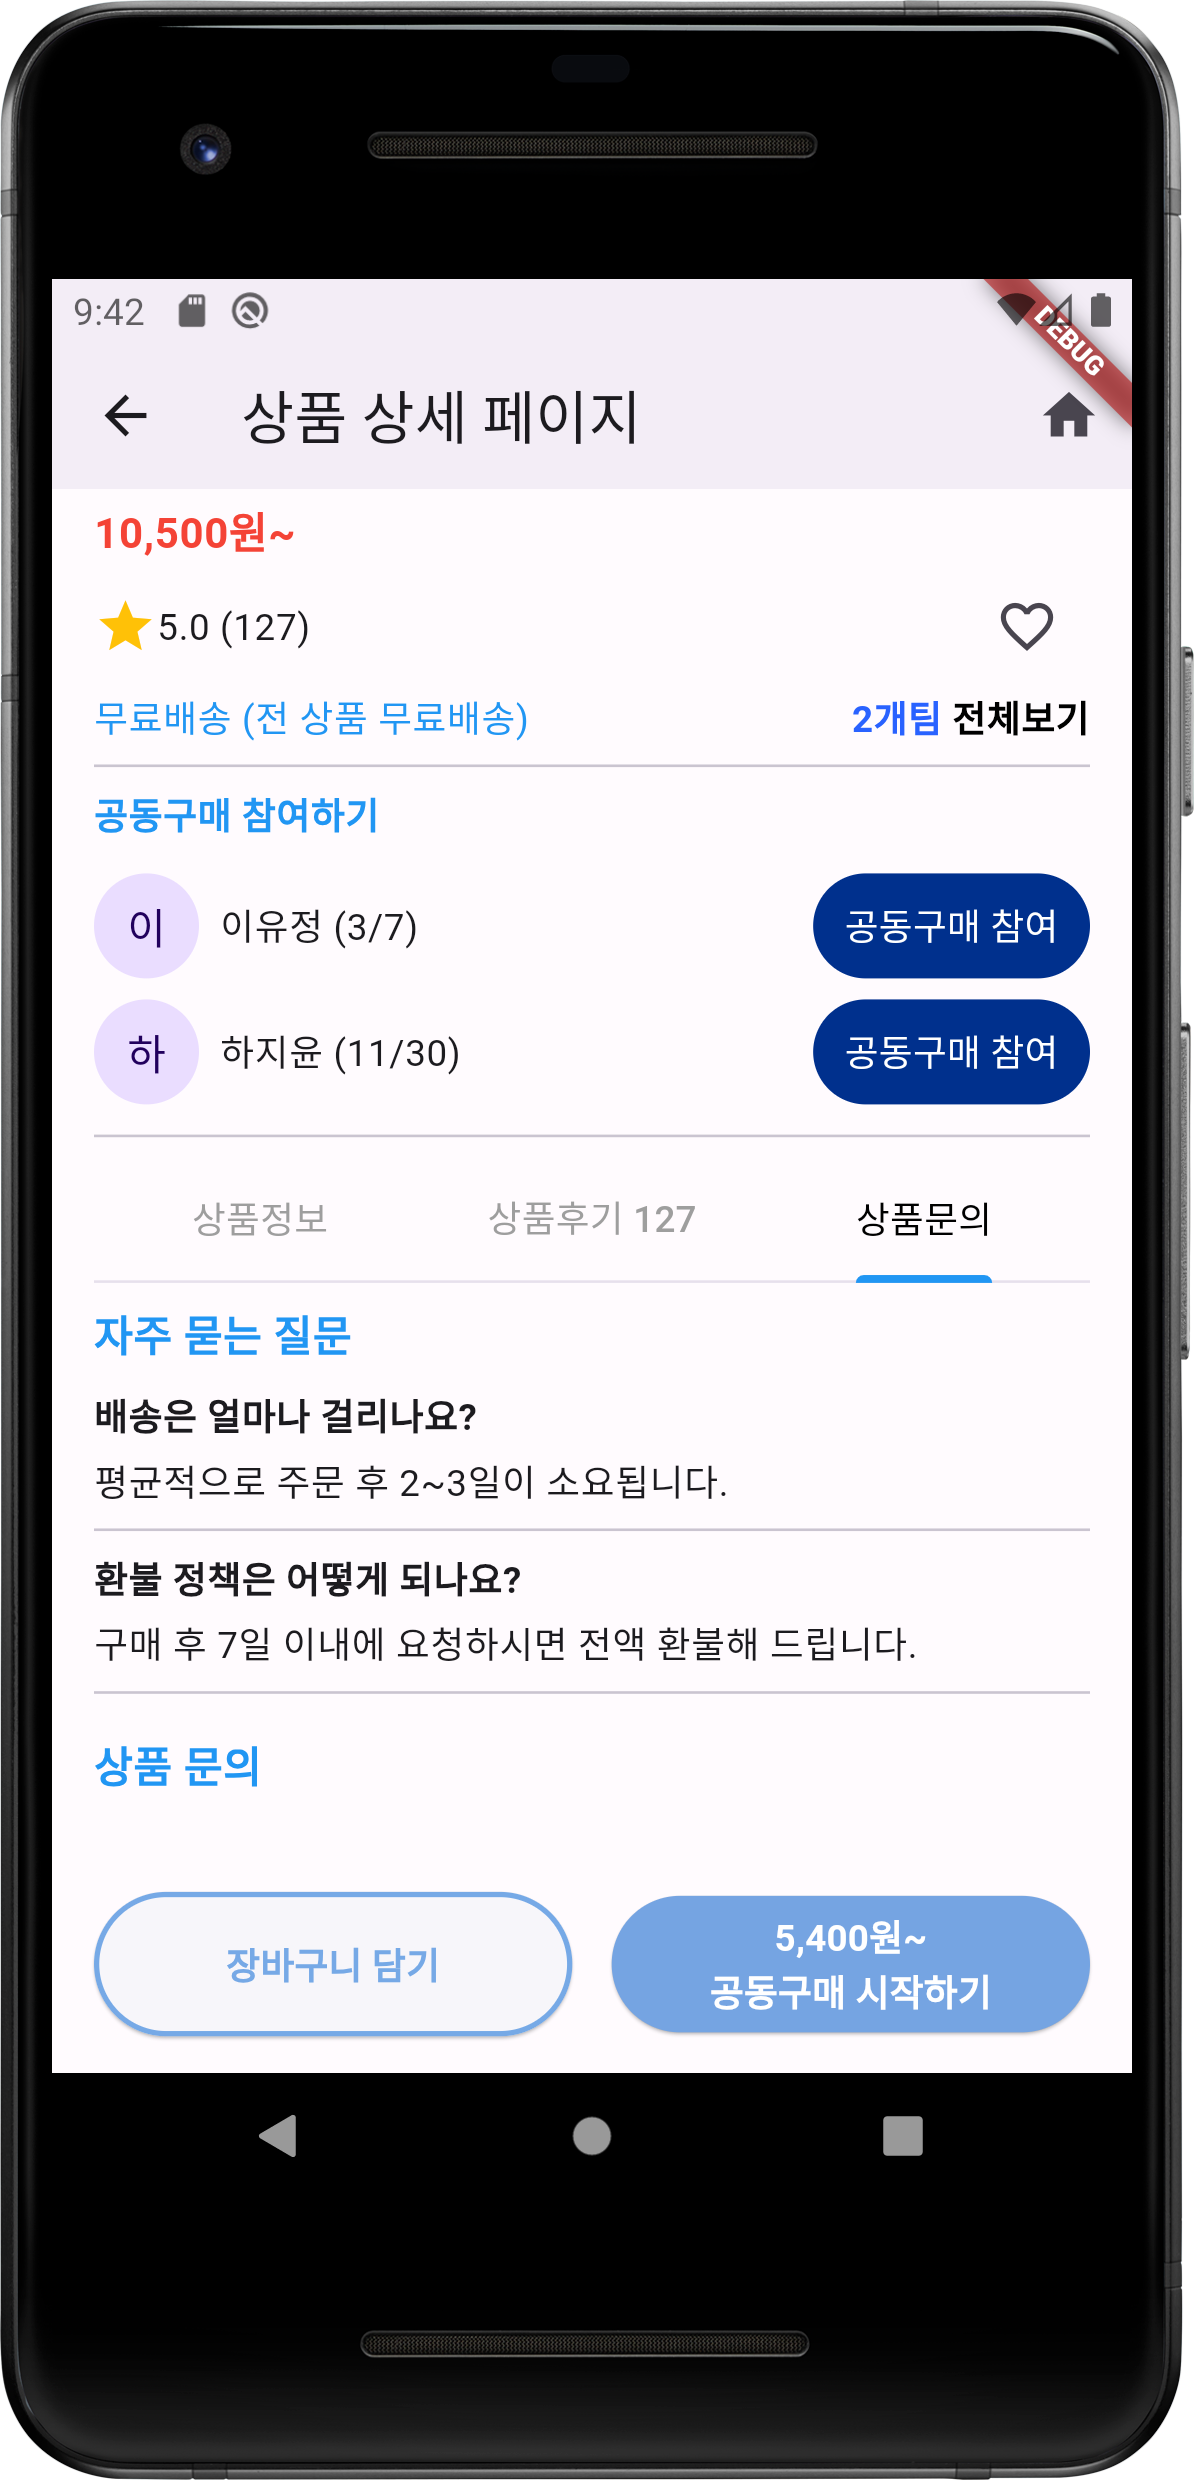 9:42
DEBUG
상품 상세 페이지
10,500원~
5.0 (127)
무료배송 (전 상품 무료배송)
2개팀 전체보기
공동구매 참여하기
이 이유정 (3/7) 공동구매 참여
하 하지윤 (11/30) 공동구매 참여
상품정보 상품후기 127 상품문의
자주 묻는 질문
배송은 얼마나 걸리나요?
평균적으로 주문 후 2~3일이 소요됩니다.
환불 정책은 어떻게 되나요?
구매 후 7일 이내에 요청하시면 전액 환불해 드립니다.
상품 문의
장바구니 담기
5,400원~
공동구매 시작하기